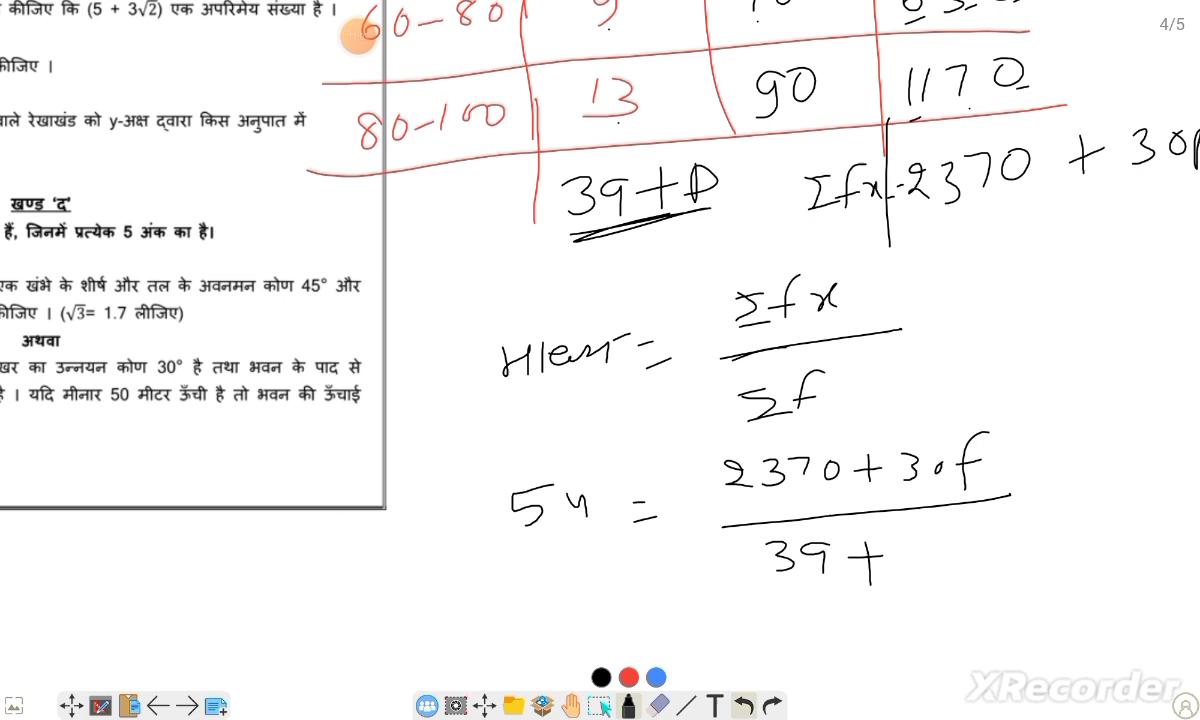 कीजिए कि (5 + 3√2) एक अपरिमेय संख्या है ।
कीजिए ।
वाले रेखाखंड को y-अक्ष द्वारा किस अनुपात में
खण्ड 'द'
हैं, जिनमें प्रत्येक 5 अंक का है।
एक खंभे के शीर्ष और तल के अवनमन कोण 45° और
कीजिए । (√3= 1.7 लीजिए)
अथवा
खर का उन्नयन कोण 30° है तथा भवन के पाद से
है । यदि मीनार 50 मीटर ऊँची है तो भवन की ऊँचाई
60-80 9
80-100 13 90 1170
39+p Σfx=2370 + 30p
माध्य = Σfx
Σf
54 = 2370+30f
39 +
4/5
T
XRecorder